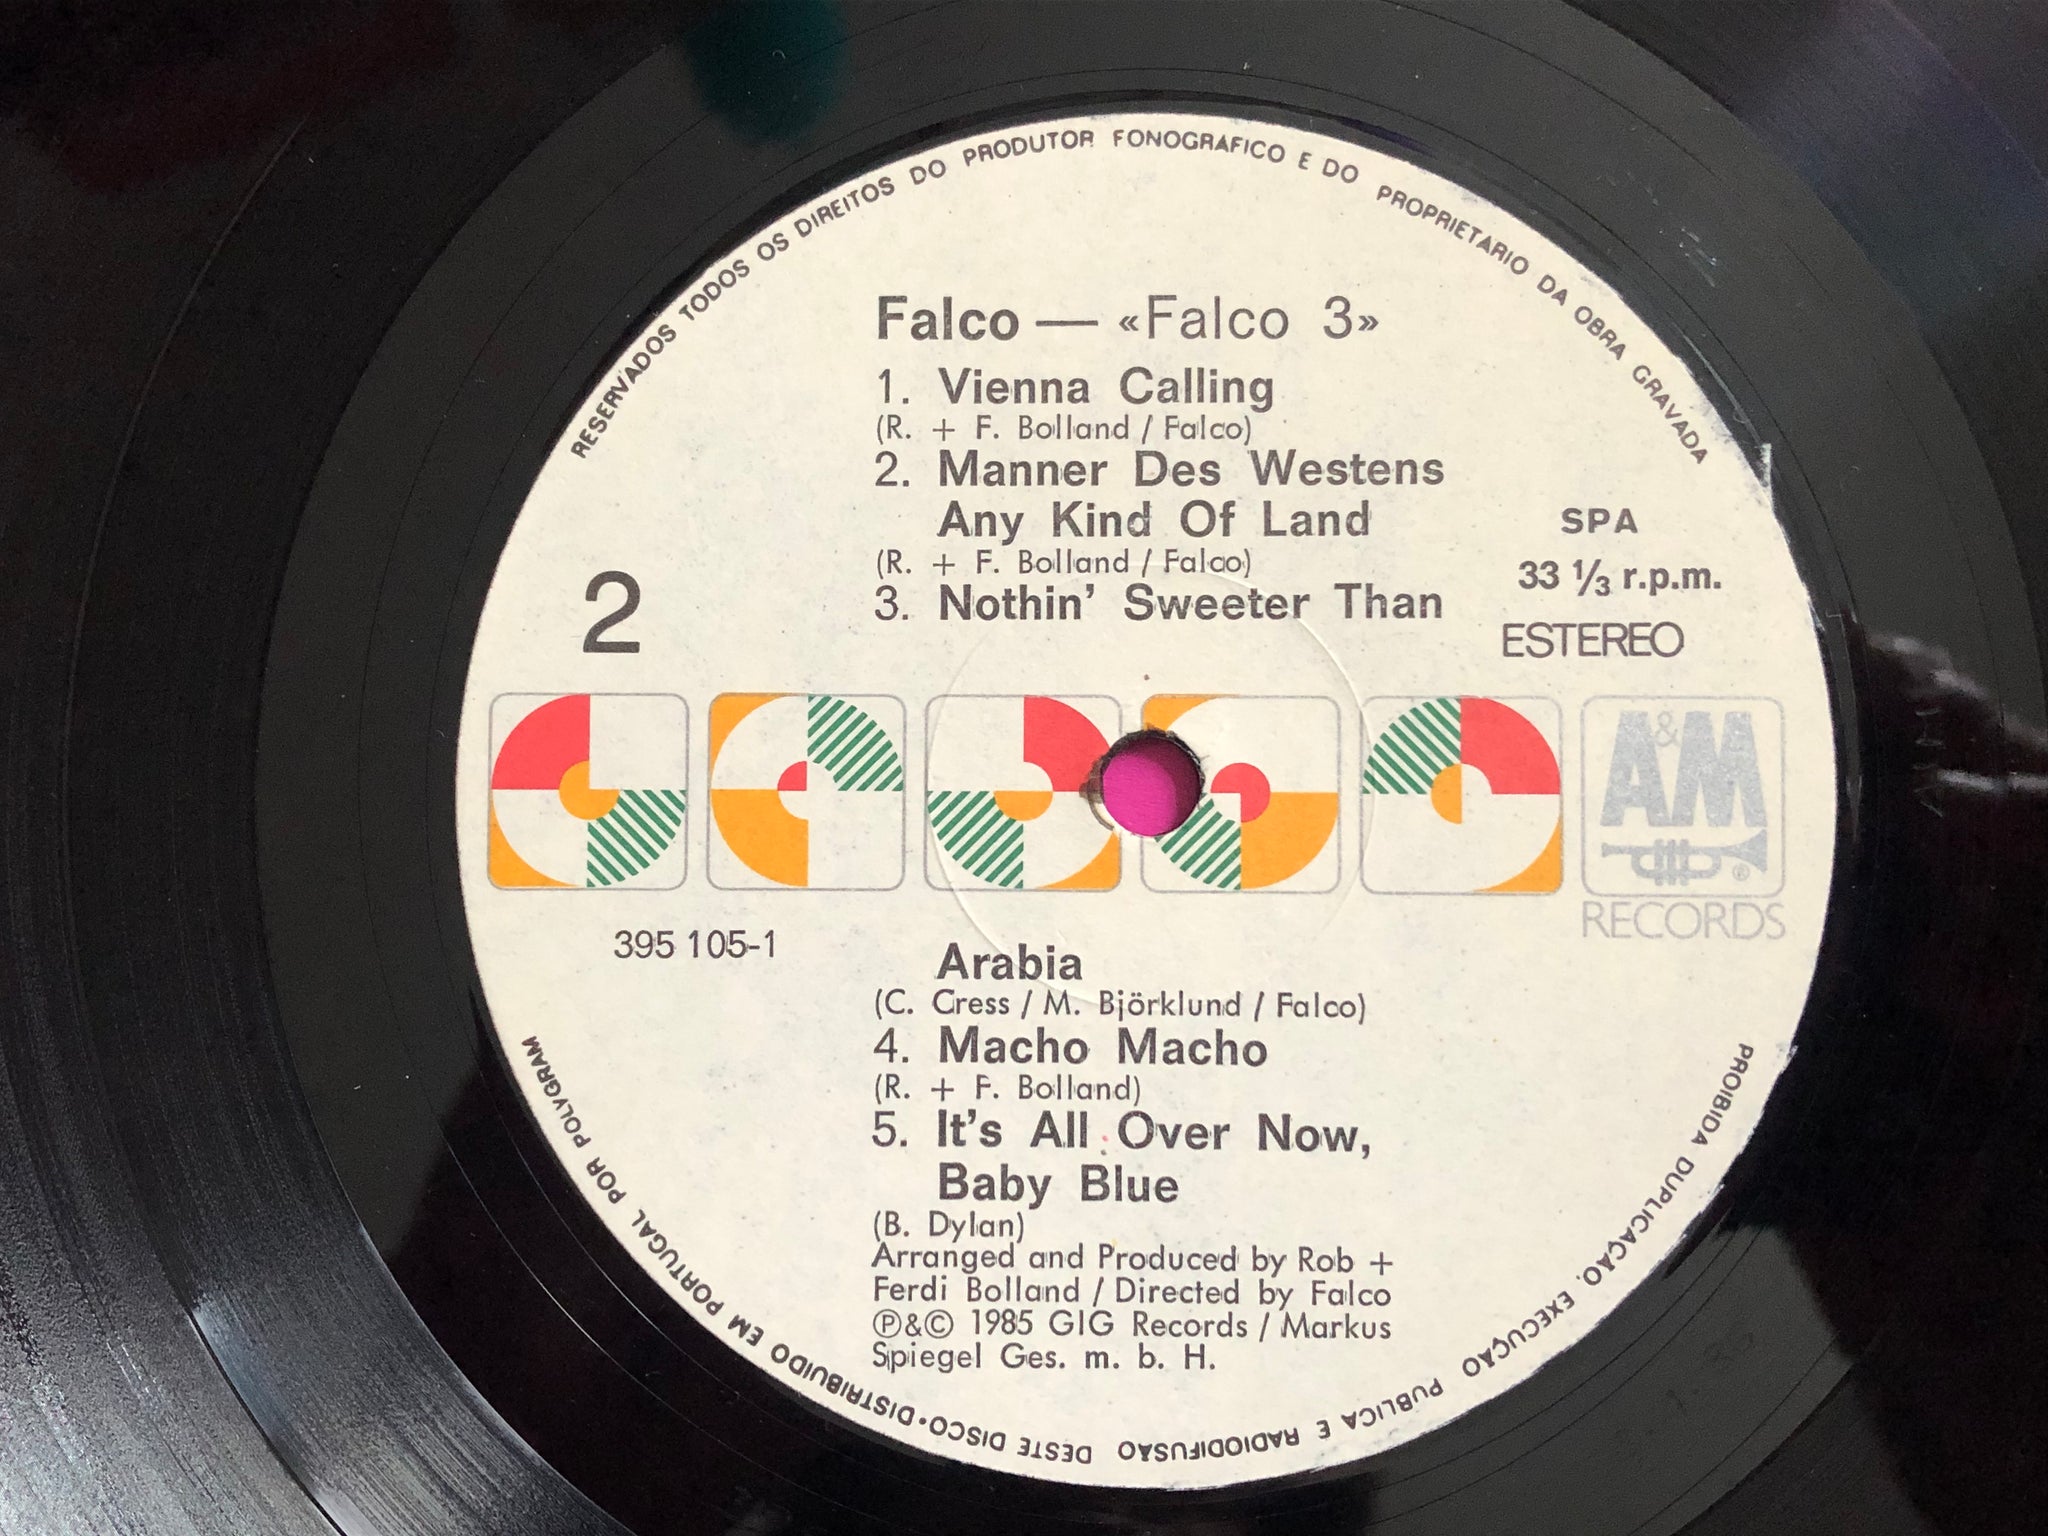 RESERVADOS TODOS OS DIREITOS DO PRODUTOR FONOGRAFICO E DO PROPRIETARIO DA OBRA GRAVADA
Falco — «Falco 3»
1. Vienna Calling
(R. + F. Bolland / Falco)
2. Manner Des Westens
Any Kind Of Land
(R. + F. Bolland / Falco)
3. Nothin' Sweeter Than
2
SPA
33 1/3 r.p.m.
ESTEREO
A&M
®
RECORDS
395 105-1
Arabia
(C. Cress / M. Björklund / Falco)
4. Macho Macho
(R. + F. Bolland)
5. It's All Over Now,
Baby Blue
(B. Dylan)
Arranged and Produced by Rob +
Ferdi Bolland / Directed by Falco
Ⓟ&© 1985 GIG Records / Markus
Spiegel Ges. m. b. H.
PROIBIDA DUPLICAÇAO, EXECUÇAO PUBLICA E RADIODIFUSAO DESTE DISCO • DISTRIBUIDO EM PORTUGAL POR POLYGRAM